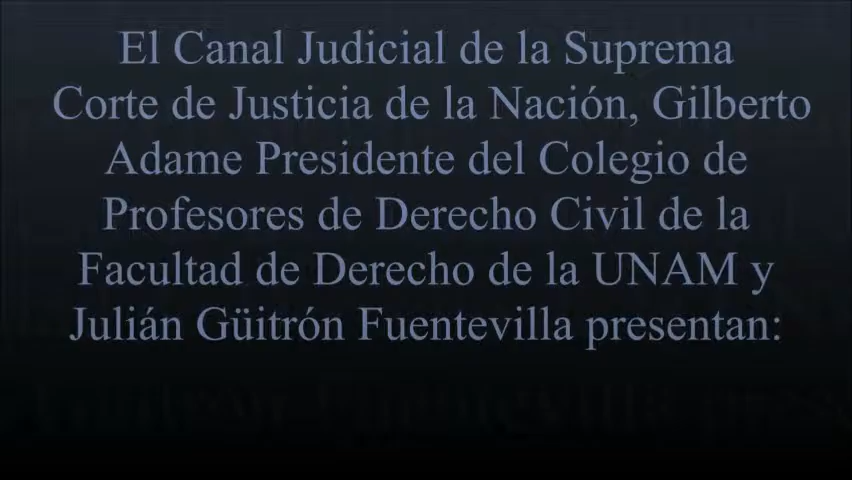 El Canal Judicial de la Suprema
Corte de Justicia de la Nación, Gilberto
Adame Presidente del Colegio de
Profesores de Derecho Civil de la
Facultad de Derecho de la UNAM y
Julián Güitrón Fuentevilla presentan: